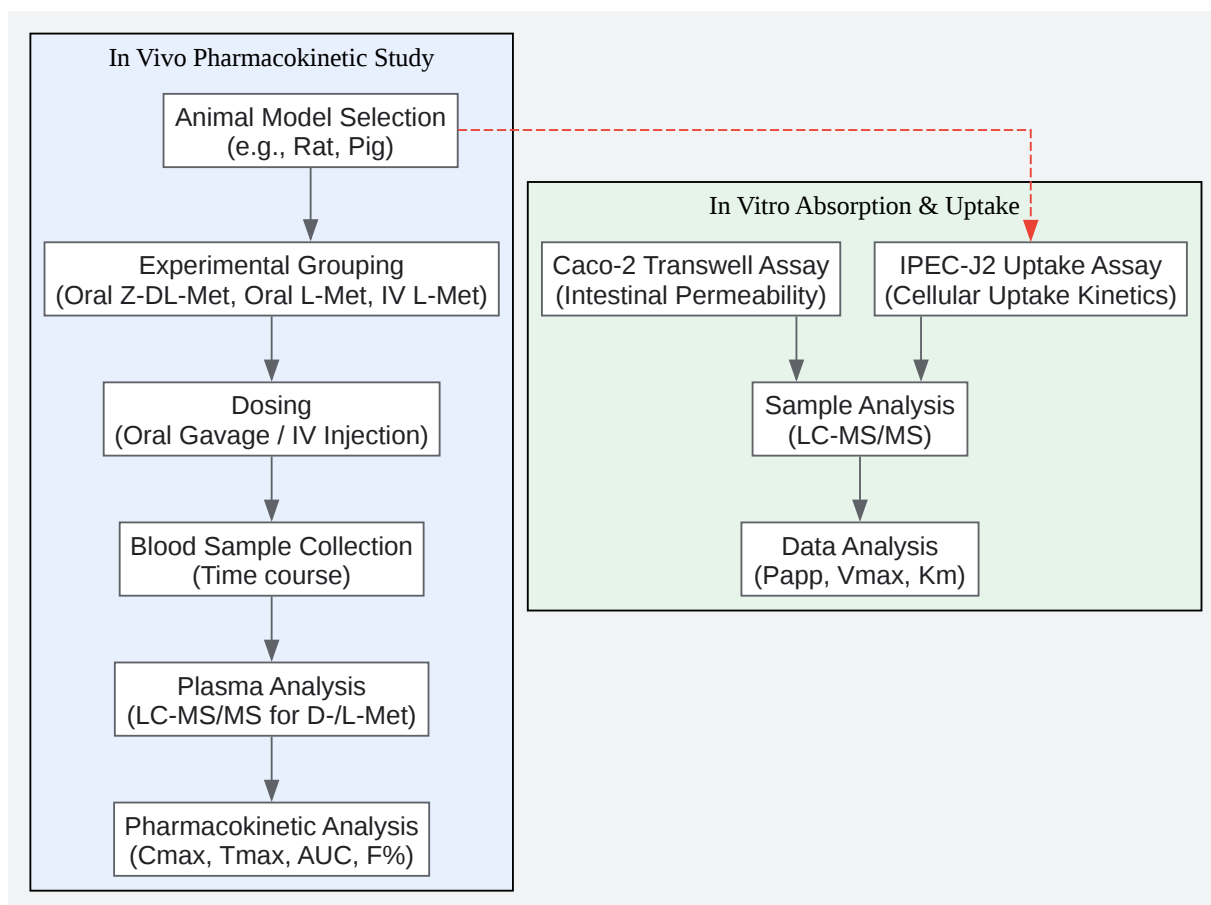 In Vivo Pharmacokinetic Study
Animal Model Selection
(e.g., Rat, Pig)
Experimental Grouping
(Oral Z-DL-Met, Oral L-Met, IV L-Met)
Dosing
(Oral Gavage / IV Injection)
Blood Sample Collection
(Time course)
Plasma Analysis
(LC-MS/MS for D-/L-Met)
Pharmacokinetic Analysis
(Cmax, Tmax, AUC, F%)
In Vitro Absorption & Uptake
Caco-2 Transwell Assay
(Intestinal Permeability)
IPEC-J2 Uptake Assay
(Cellular Uptake Kinetics)
Sample Analysis
(LC-MS/MS)
Data Analysis
(Papp, Vmax, Km)